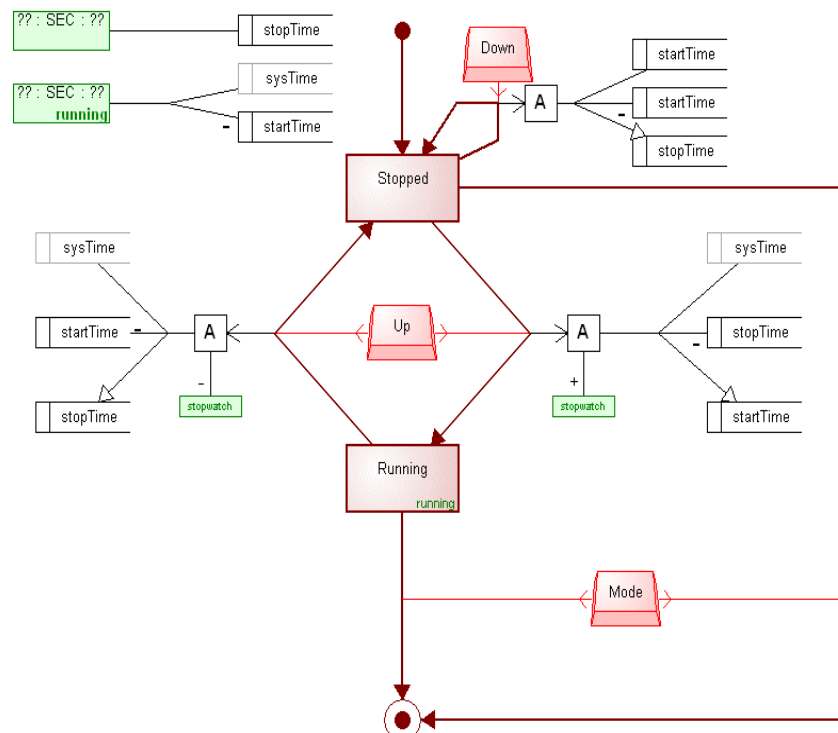 ?? : SEC : ??
stopTime
Down
startTime
sysTime
?? : SEC : ??
running
A
startTime
-
-
startTime
stopTime
Stopped
sysTime
sysTime
Up
startTime
-
A
A
stopTime
-
-
+
stopTime
stopwatch
stopwatch
startTime
Running
running
Mode